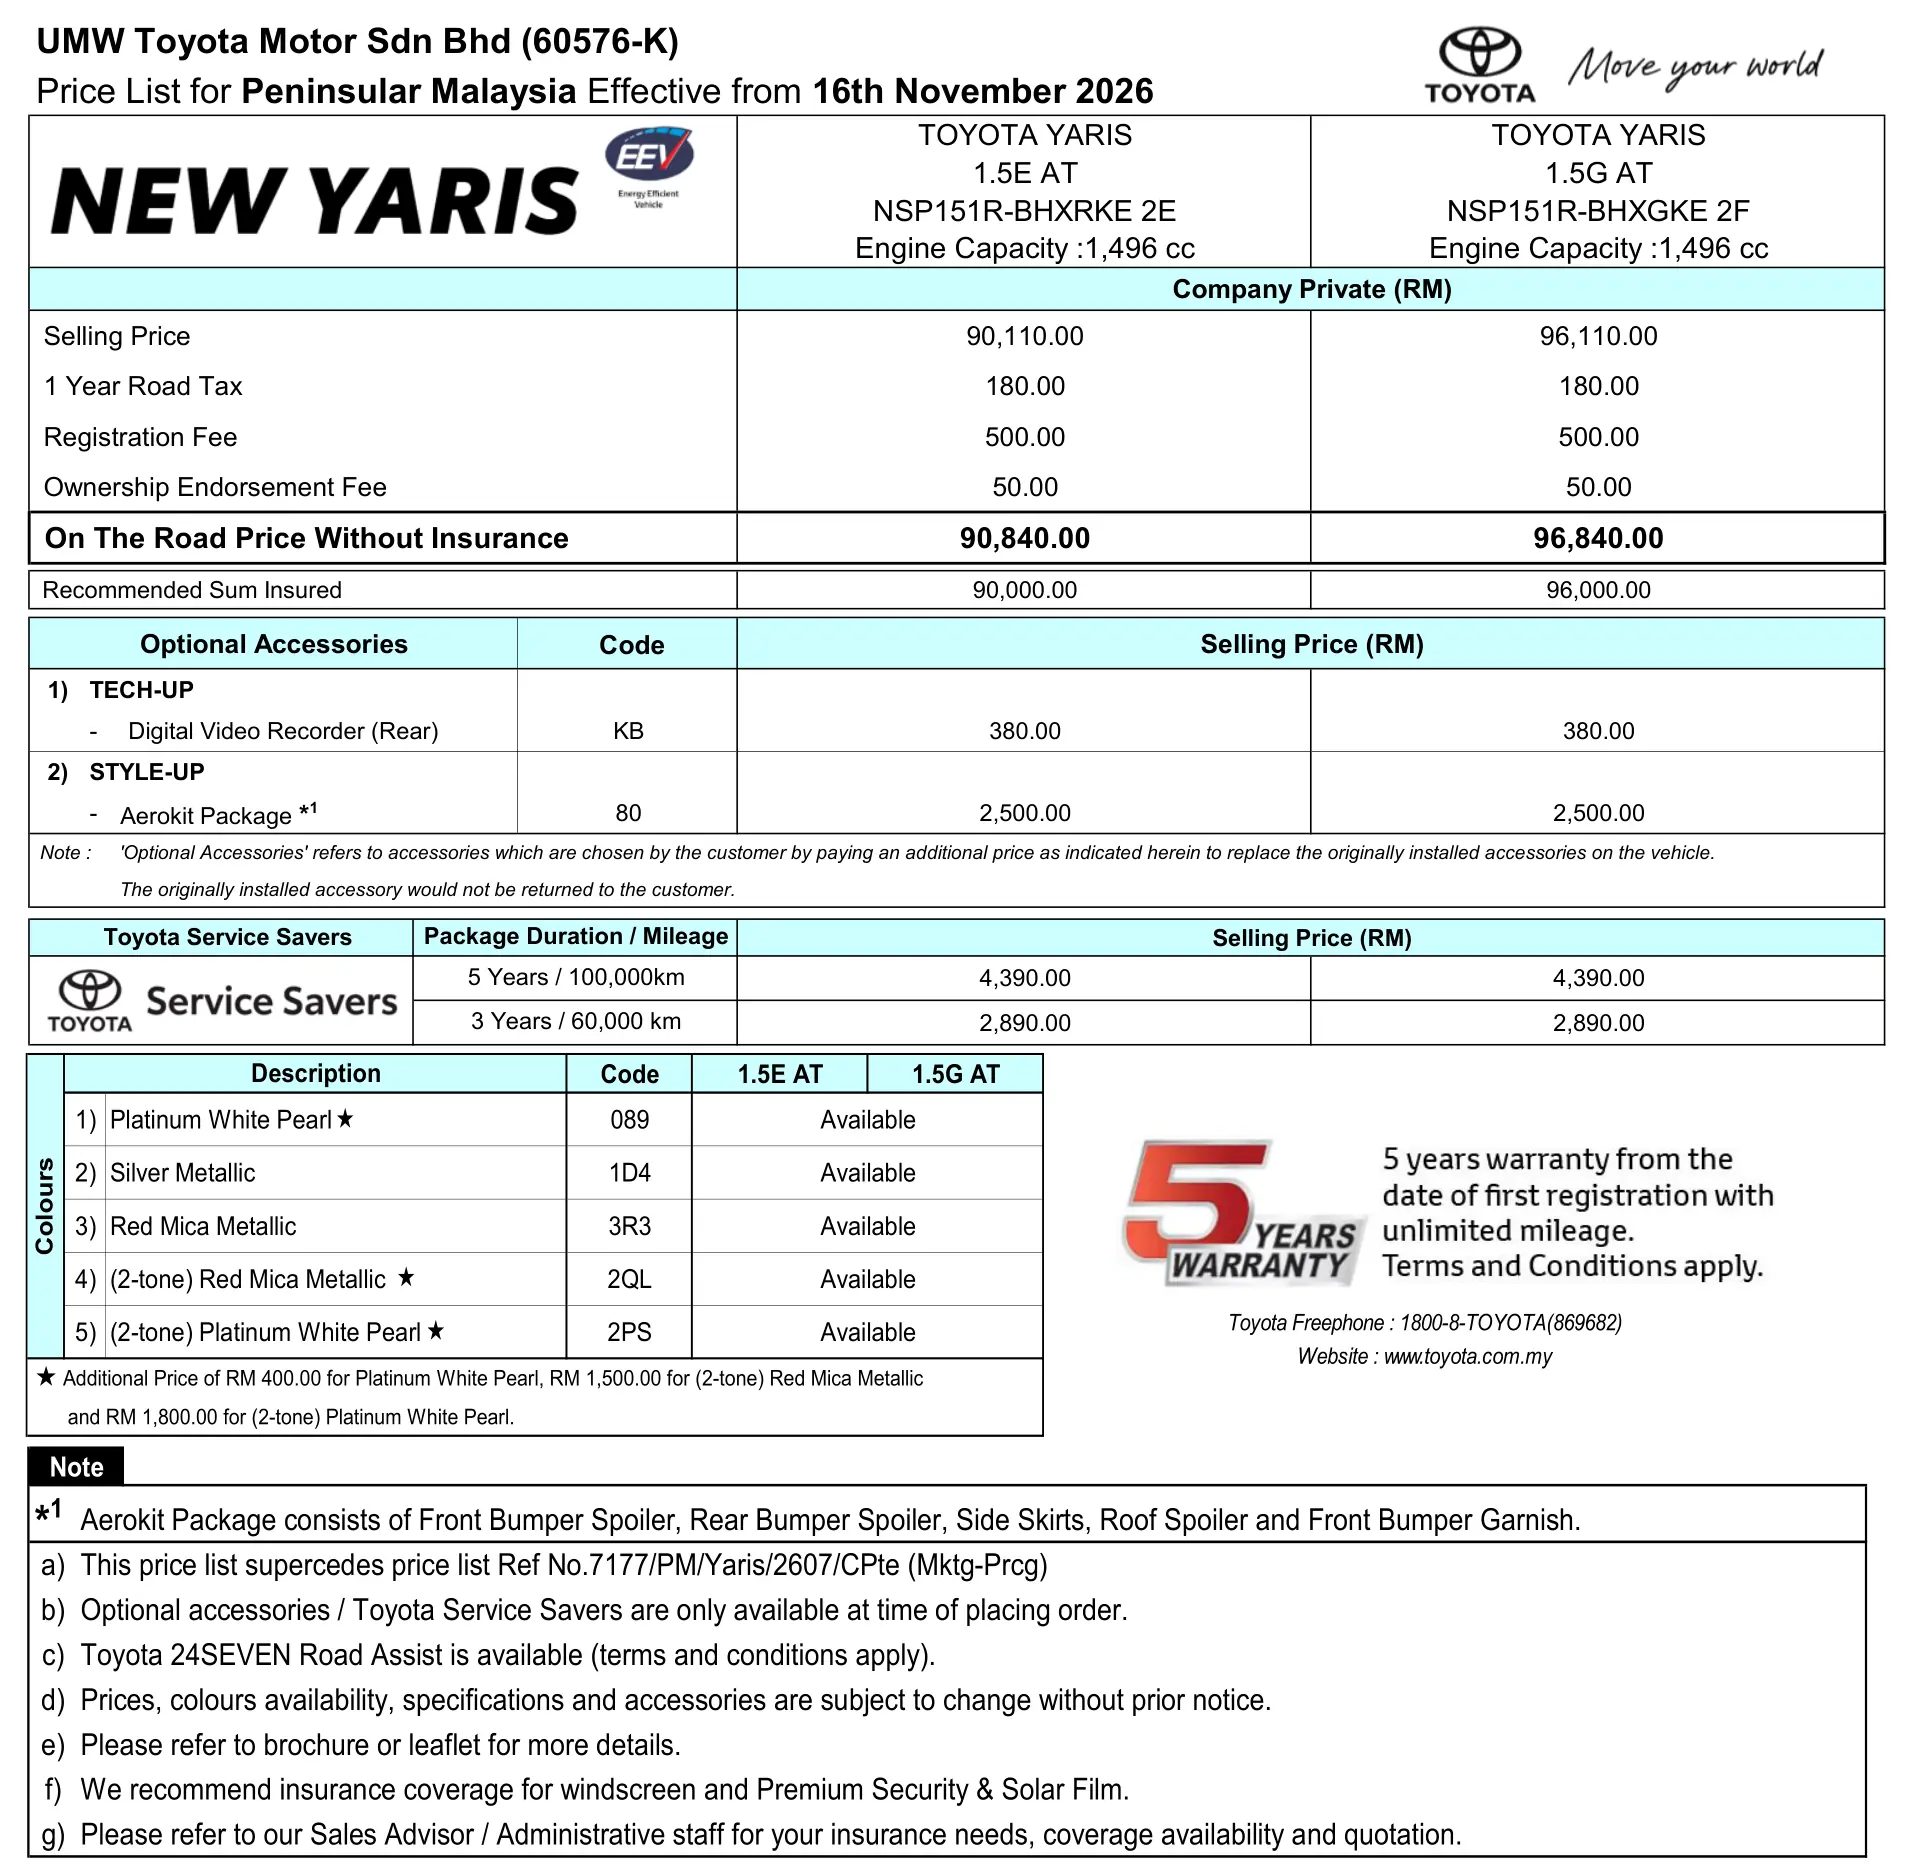 UMW Toyota Motor Sdn Bhd (60576-K)
Price List for Peninsular Malaysia Effective from 16th November 2026
TOYOTA
Move your world
NEW YARIS
EEV
Energy Efficient
Vehicle
TOYOTA YARIS
1.5E AT
NSP151R-BHXRKE 2E
Engine Capacity :1,496 cc
TOYOTA YARIS
1.5G AT
NSP151R-BHXGKE 2F
Engine Capacity :1,496 cc
Company Private (RM)
Selling Price 90,110.00 96,110.00
1 Year Road Tax 180.00 180.00
Registration Fee 500.00 500.00
Ownership Endorsement Fee 50.00 50.00
On The Road Price Without Insurance 90,840.00 96,840.00
Recommended Sum Insured 90,000.00 96,000.00
Optional Accessories Code Selling Price (RM)
1) TECH-UP
- Digital Video Recorder (Rear) KB 380.00 380.00
2) STYLE-UP
- Aerokit Package *1 80 2,500.00 2,500.00
Note : 'Optional Accessories' refers to accessories which are chosen by the customer by paying an additional price as indicated herein to replace the originally installed accessories on the vehicle.
The originally installed accessory would not be returned to the customer.
Toyota Service Savers Package Duration / Mileage Selling Price (RM)
TOYOTA Service Savers
5 Years / 100,000km 4,390.00 4,390.00
3 Years / 60,000 km 2,890.00 2,890.00
Colours
Description Code 1.5E AT 1.5G AT
1) Platinum White Pearl ★ 089 Available
2) Silver Metallic 1D4 Available
3) Red Mica Metallic 3R3 Available
4) (2-tone) Red Mica Metallic ★ 2QL Available
5) (2-tone) Platinum White Pearl ★ 2PS Available
★ Additional Price of RM 400.00 for Platinum White Pearl, RM 1,500.00 for (2-tone) Red Mica Metallic
and RM 1,800.00 for (2-tone) Platinum White Pearl.
5 YEARS
WARRANTY
5 years warranty from the
date of first registration with
unlimited mileage.
Terms and Conditions apply.
Toyota Freephone : 1800-8-TOYOTA(869682)
Website : www.toyota.com.my
Note
*1 Aerokit Package consists of Front Bumper Spoiler, Rear Bumper Spoiler, Side Skirts, Roof Spoiler and Front Bumper Garnish.
a) This price list supercedes price list Ref No.7177/PM/Yaris/2607/CPte (Mktg-Prcg)
b) Optional accessories / Toyota Service Savers are only available at time of placing order.
c) Toyota 24SEVEN Road Assist is available (terms and conditions apply).
d) Prices, colours availability, specifications and accessories are subject to change without prior notice.
e) Please refer to brochure or leaflet for more details.
f) We recommend insurance coverage for windscreen and Premium Security & Solar Film.
g) Please refer to our Sales Advisor / Administrative staff for your insurance needs, coverage availability and quotation.